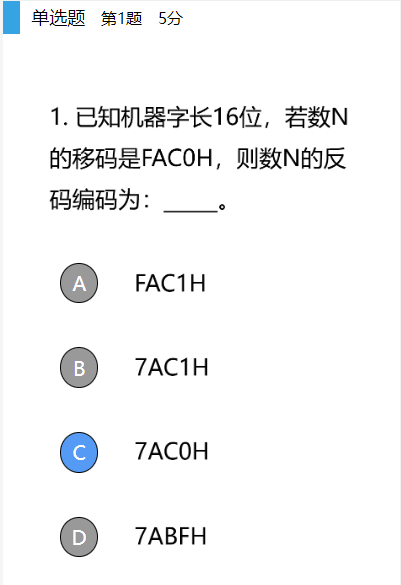 单选题 第1题 5分
1. 已知机器字长16位，若数N
的移码是FAC0H，则数N的反
码编码为：_____。
A FAC1H
B 7AC1H
C 7AC0H
D 7ABFH